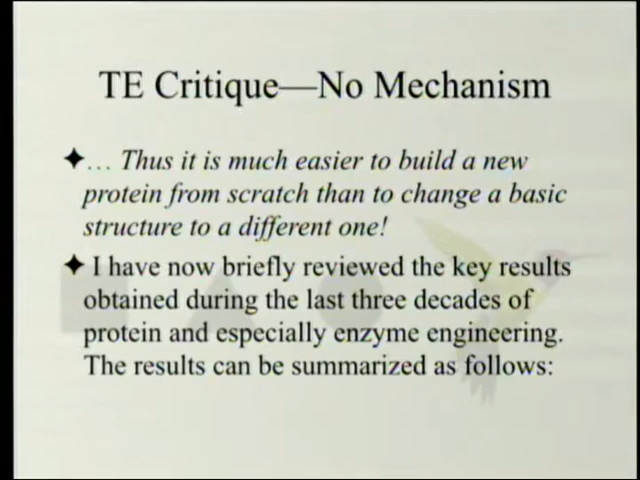 TE Critique—No Mechanism
✦… Thus it is much easier to build a new
protein from scratch than to change a basic
structure to a different one!
✦ I have now briefly reviewed the key results
obtained during the last three decades of
protein and especially enzyme engineering.
The results can be summarized as follows: